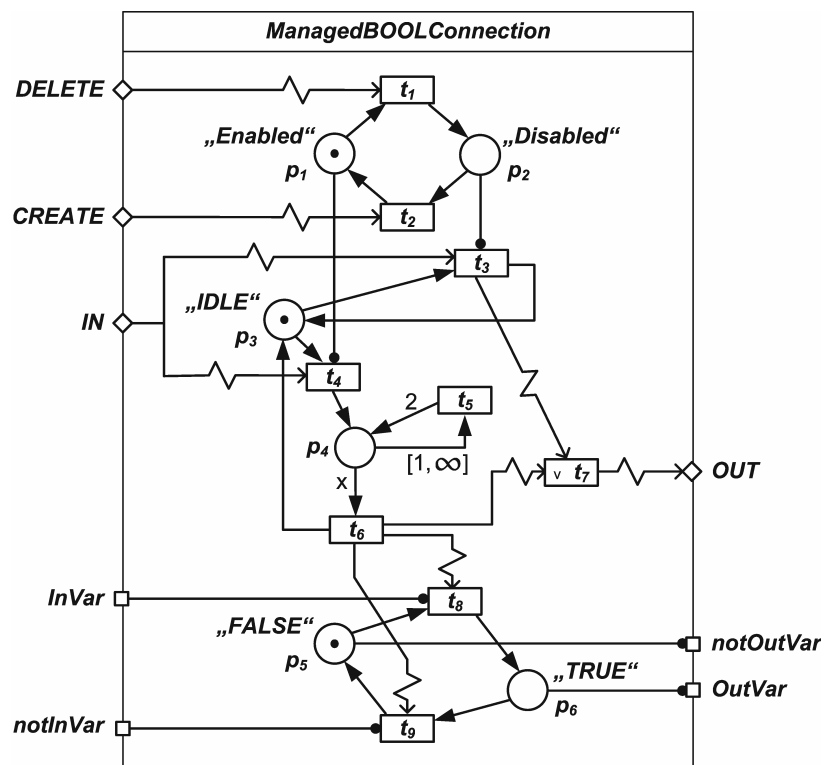 ManagedBOOLConnection
DELETE
t1
„Enabled“
„Disabled“
p1
p2
CREATE
t2
t3
„IDLE“
IN
p3
t4
2
t5
p4
[1,∞]
x
v t7
OUT
t6
InVar
t8
„FALSE“
notOutVar
p5
„TRUE“
OutVar
p6
notInVar
t9